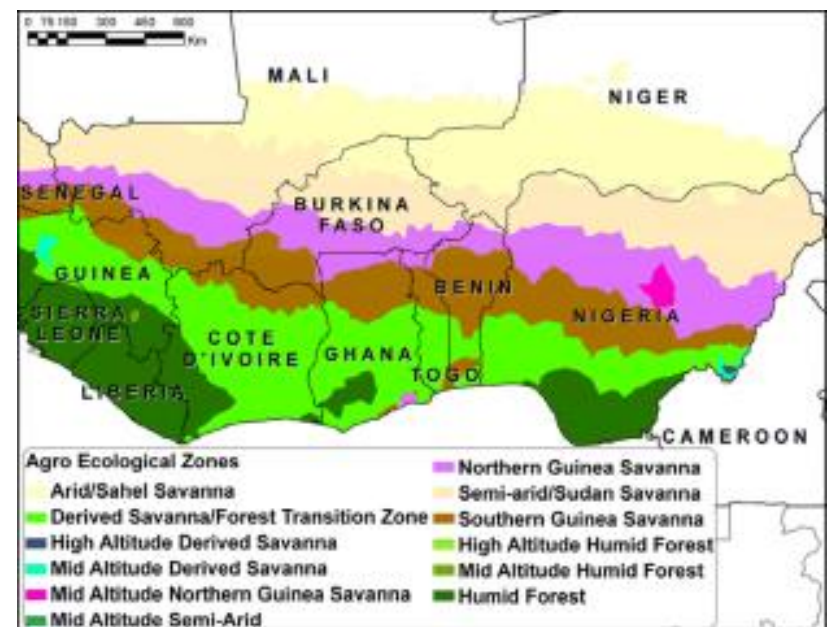 0 75 150 300 450 600
Km
MALI
NIGER
SENEGAL
BURKINA
FASO
GUINEA
BENIN
SIERRA
LEONE
NIGERIA
COTE
D'IVOIRE
GHANA
TOGO
LIBERIA
CAMEROON
Agro Ecological Zones
Arid/Sahel Savanna
Derived Savanna/Forest Transition Zone
High Altitude Derived Savanna
Mid Altitude Derived Savanna
Mid Altitude Northern Guinea Savanna
Mid Altitude Semi-Arid
Northern Guinea Savanna
Semi-arid/Sudan Savanna
Southern Guinea Savanna
High Altitude Humid Forest
Mid Altitude Humid Forest
Humid Forest